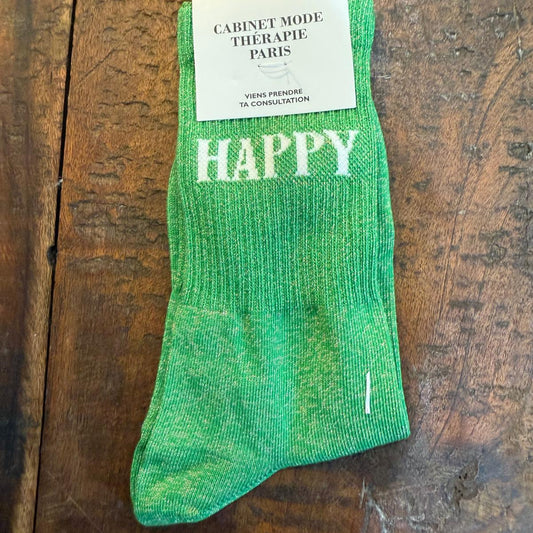 CABINET MODE
THÉRAPIE
PARIS
VIENS PRENDRE
TA CONSULTATION
HAPPY